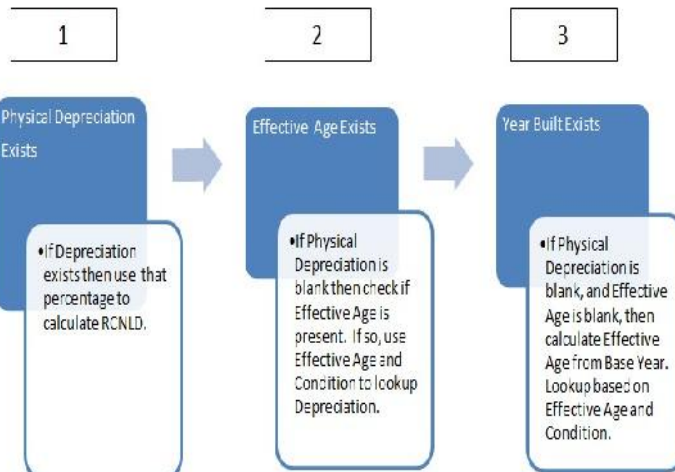 1
2
3
Physical Depreciation
Exists
•If Depreciation
exists then use that
percentage to
calculate RCNLD.
Effective Age Exists
•If Physical
Depreciation is
blank then check if
Effective Age is
present. If so, use
Effective Age and
Condition to lookup
Depreciation.
Year Built Exists
•If Physical
Depreciation is
blank, and Effective
Age is blank, then
calculate Effective
Age from Base Year.
Lookup based on
Effective Age and
Condition.